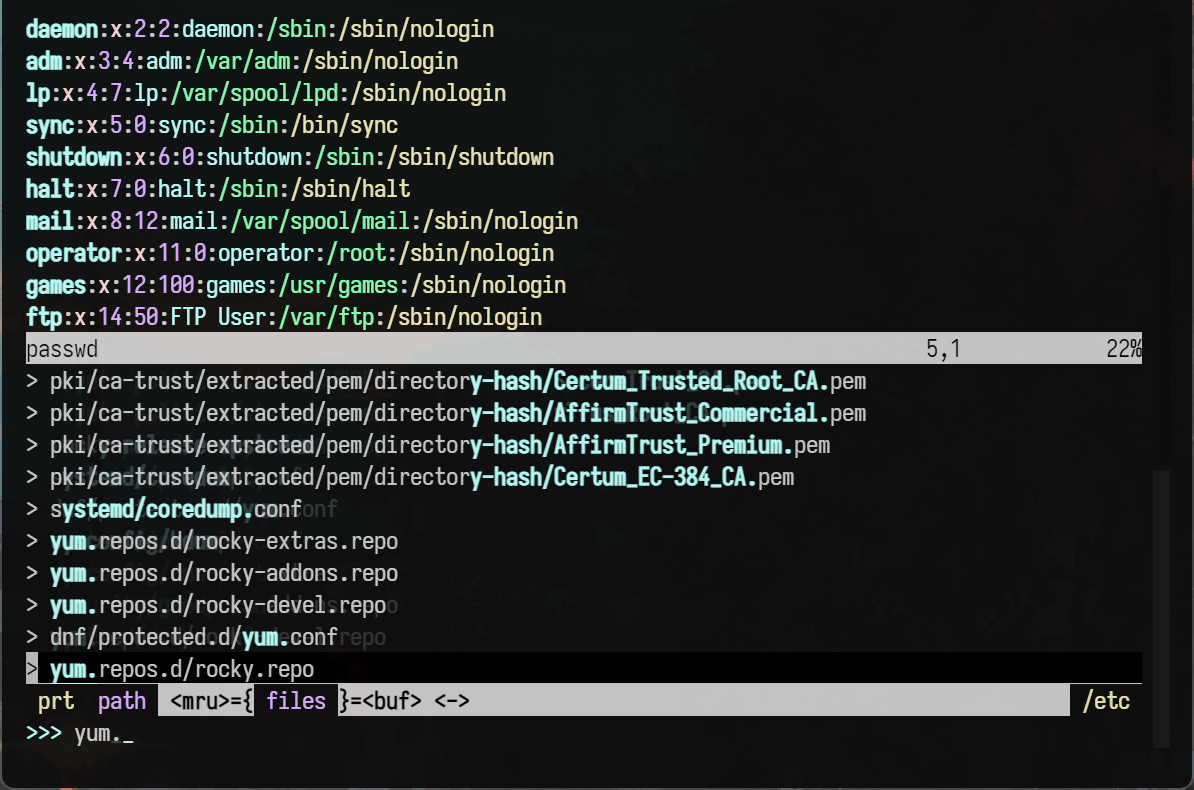 daemon:x:2:2:daemon:/sbin:/sbin/nologin
adm:x:3:4:adm:/var/adm:/sbin/nologin
lp:x:4:7:lp:/var/spool/lpd:/sbin/nologin
sync:x:5:0:sync:/sbin:/bin/sync
shutdown:x:6:0:shutdown:/sbin:/sbin/shutdown
halt:x:7:0:halt:/sbin:/sbin/halt
mail:x:8:12:mail:/var/spool/mail:/sbin/nologin
operator:x:11:0:operator:/root:/sbin/nologin
games:x:12:100:games:/usr/games:/sbin/nologin
ftp:x:14:50:FTP User:/var/ftp:/sbin/nologin
passwd 5,1 22%
> pki/ca-trust/extracted/pem/directory-hash/Certum_Trusted_Root_CA.pem
> pki/ca-trust/extracted/pem/directory-hash/AffirmTrust_Commercial.pem
> pki/ca-trust/extracted/pem/directory-hash/AffirmTrust_Premium.pem
> pki/ca-trust/extracted/pem/directory-hash/Certum_EC-384_CA.pem
> systemd/coredump.conf
> yum.repos.d/rocky-extras.repo
> yum.repos.d/rocky-addons.repo
> yum.repos.d/rocky-devel.repo
> dnf/protected.d/yum.conf
> yum.repos.d/rocky.repo
prt path <mru>={ files }=<buf> <-> /etc
>>> yum._